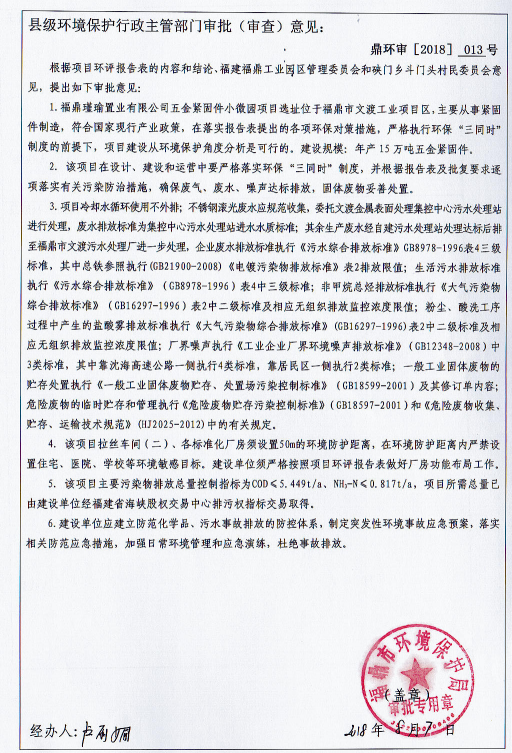 县级环境保护行政主管部门审批（审查）意见：
鼎环审［2018］ 013 号
根据项目环评报告表的内容和结论、福建福鼎工业园区管理委员会和硖门乡斗门头村民委员会意
见，提出如下审批意见：
1. 福鼎瑾瑜置业有限公司五金紧固件小微园项目选址位于福鼎市文渡工业项目区，主要从事紧固
件制造，符合国家现行产业政策，在落实报告表提出的各项环保对策措施，严格执行环保“三同时”
制度的前提下，项目建设从环境保护角度分析是可行的。建设规模：年产 15 万吨五金紧固件。
2. 该项目在设计、建设和运营中要严格落实环保“三同时”制度，并根据报告表及批复要求逐
项落实有关污染防治措施，确保废气、废水、噪声达标排放，固体废物妥善处置。
3. 项目冷却水循环使用不外排；不锈钢滚光废水应规范收集，委托文渡金属表面处理集控中心污水处理站
进行处理，废水排放标准为集控中心污水处理站进水水质标准；其余生产废水经自建污水处理站处理达标后排
至福鼎市文渡污水处理厂进一步处理，企业废水排放标准执行《污水综合排放标准》GB8978-1996表4三级
标准，其中总铁参照执行(GB21900-2008)《电镀污染物排放标准》表2排放限值；生活污水排放标准
执行《污水综合排放标准》（GB8978-1996）表4中三级标准；非甲烷总烃排放标准执行《大气污染物
综合排放标准》（GB16297-1996）表2中二级标准及相应无组织排放监控浓度限值；粉尘、酸洗工序
过程中产生的盐酸雾排放标准执行《大气污染物综合排放标准》（GB16297-1996)表2中二级标准及相
应无组织排放监控浓度限值；厂界噪声执行《工业企业厂界环境噪声排放标准》（GB12348-2008）中
3类标准，其中靠沈海高速公路一侧执行4类标准，靠居民区一侧执行2类标准；一般工业固体废物的
贮存处置执行《一般工业固体废物贮存、处置场污染控制标准》（GB18599-2001）及其修订单内容；
危险废物的临时贮存和管理执行《危险废物贮存污染控制标准》(GB18597-2001)和《危险废物收集、
贮存、运输技术规范》(HJ2025-2012)中的有关规定。
4. 该项目拉丝车间（二）、各标准化厂房须设置50m的环境防护距离，在环境防护距离内严禁设
置住宅、医院、学校等环境敏感目标。建设单位须严格按照项目环评报告表做好厂房功能布局工作。
5. 该项目主要污染物排放总量控制指标为COD≤5.449t/a、NH₃-N≤0.817t/a，项目所需总量已
由建设单位经福建省海峡股权交易中心排污权指标交易取得。
6. 建设单位应建立防范化学品、污水事故排放的防控体系，制定突发性环境事故应急预案，落实
相关防范应急措施，加强日常环境管理和应急演练，杜绝事故排放。
福鼎市环境保护局
（盖章）
审批专用章
经办人：
2018 年 8 月 7 日